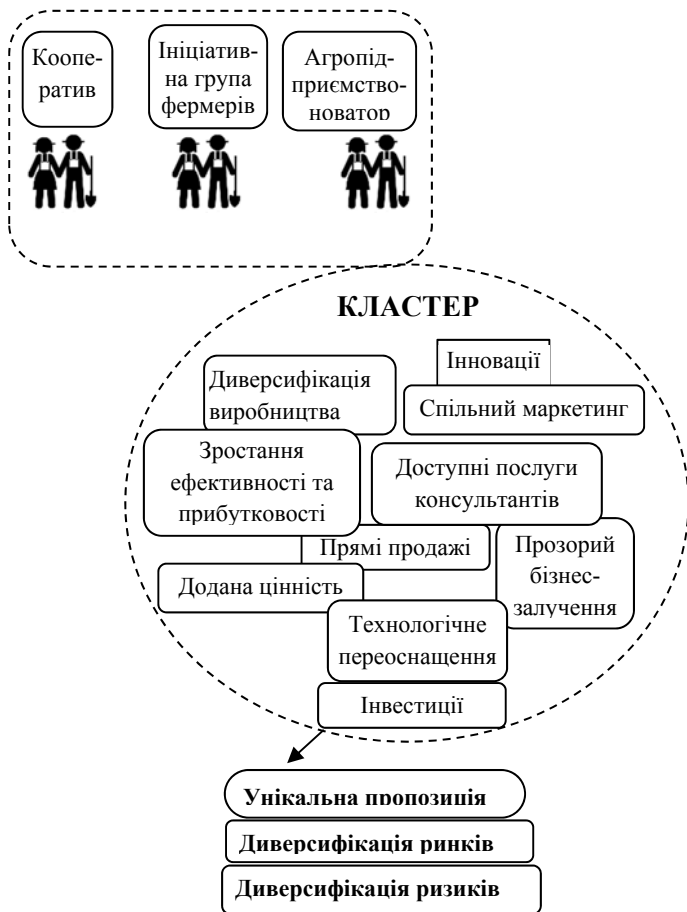 Коопе-
ратив
Ініціатив-
на група
фермерів
Агропід-
приємство-
новатор
КЛАСТЕР
Диверсифікація
виробництва
Інновації
Спільний маркетинг
Зростання
ефективності та
прибутковості
Доступні послуги
консультантів
Прямі продажі
Прозорий
бізнес-
залучення
Додана цінність
Технологічне
переоснащення
Інвестиції
Унікальна пропозиція
Диверсифікація ринків
Диверсифікація ризиків